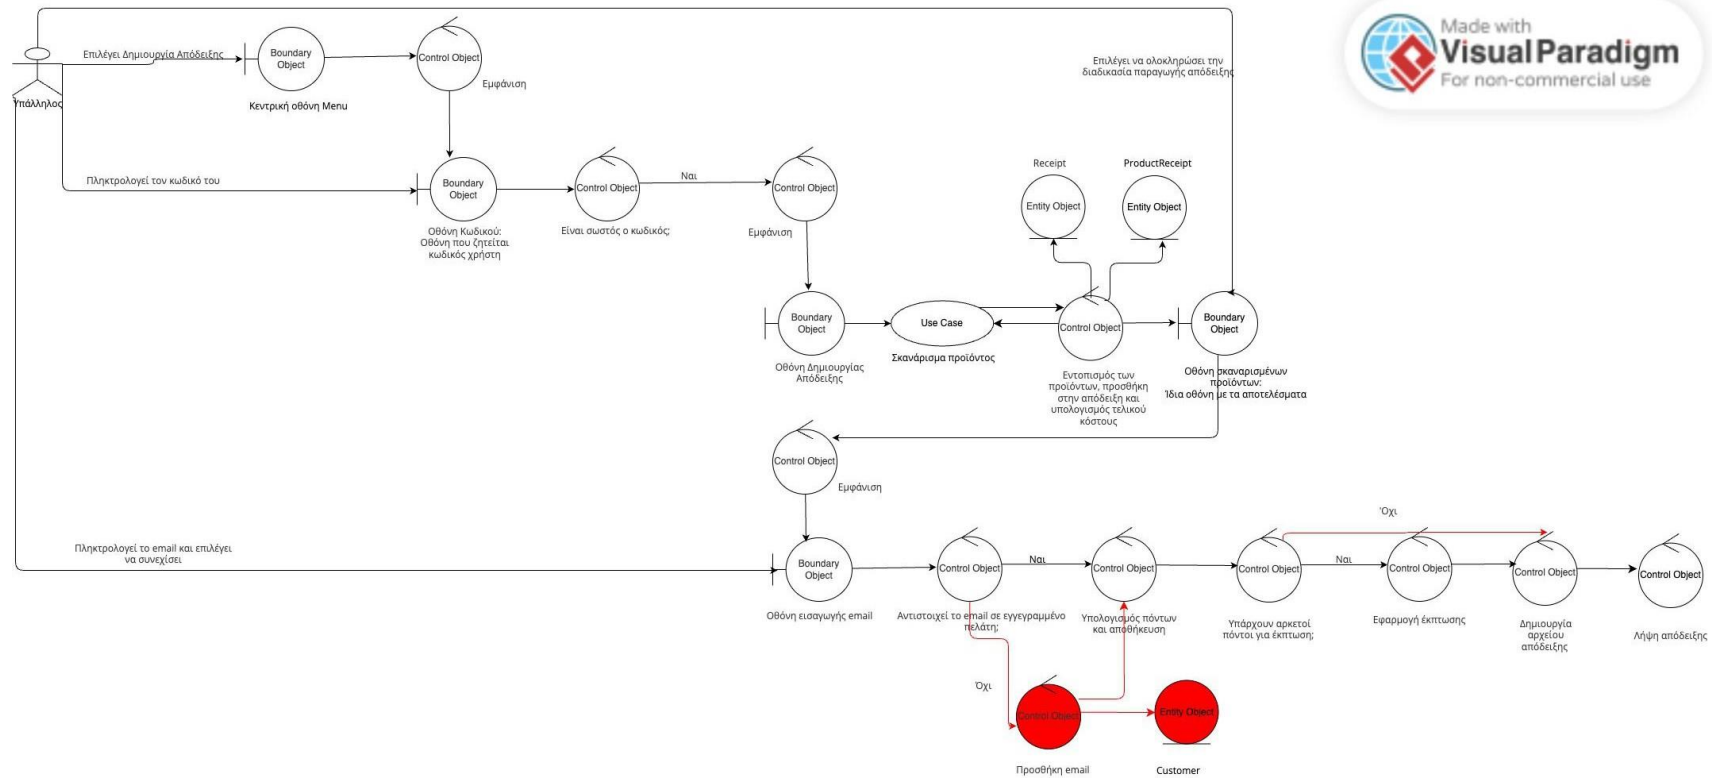 Made with
Visual Paradigm
For non-commercial use
Επιλέγει Δημιουργία Απόδειξης
Boundary
Object
Control Object
Εμφάνιση
Κεντρική οθόνη Menu
Υπάλληλος
Επιλέγει να ολοκληρώσει την
διαδικασία παραγωγής απόδειξης
Πληκτρολογεί τον κωδικό του
Boundary
Object
Οθόνη Κωδικού:
Οθόνη που ζητείται
κωδικός χρήστη
Control Object
Είναι σωστός ο κωδικός;
Ναι
Control Object
Εμφάνιση
Receipt
Entity Object
ProductReceipt
Entity Object
Boundary
Object
Οθόνη Δημιουργίας
Απόδειξης
Use Case
Σκανάρισμα προϊόντος
Control Object
Εντοπισμός των
προϊόντων, προσθήκη
στην απόδειξη και
υπολογισμός τελικού
κόστους
Boundary
Object
Οθόνη σκαναρισμένων
προϊόντων:
Ίδια οθόνη με τα αποτελέσματα
Control Object
Εμφάνιση
Πληκτρολογεί το email και επιλέγει
να συνεχίσει
Boundary
Object
Οθόνη εισαγωγής email
Control Object
Αντιστοιχεί το email σε εγγεγραμμένο
πελάτη;
Ναι
Control Object
Υπολογισμός πόντων
και αποθήκευση
Control Object
Υπάρχουν αρκετοί
πόντοι για έκπτωση;
Όχι
Ναι
Control Object
Εφαρμογή έκπτωσης
Control Object
Δημιουργία
αρχείου
απόδειξης
Control Object
Λήψη απόδειξης
Όχι
Control Object
Προσθήκη email
Entity Object
Customer